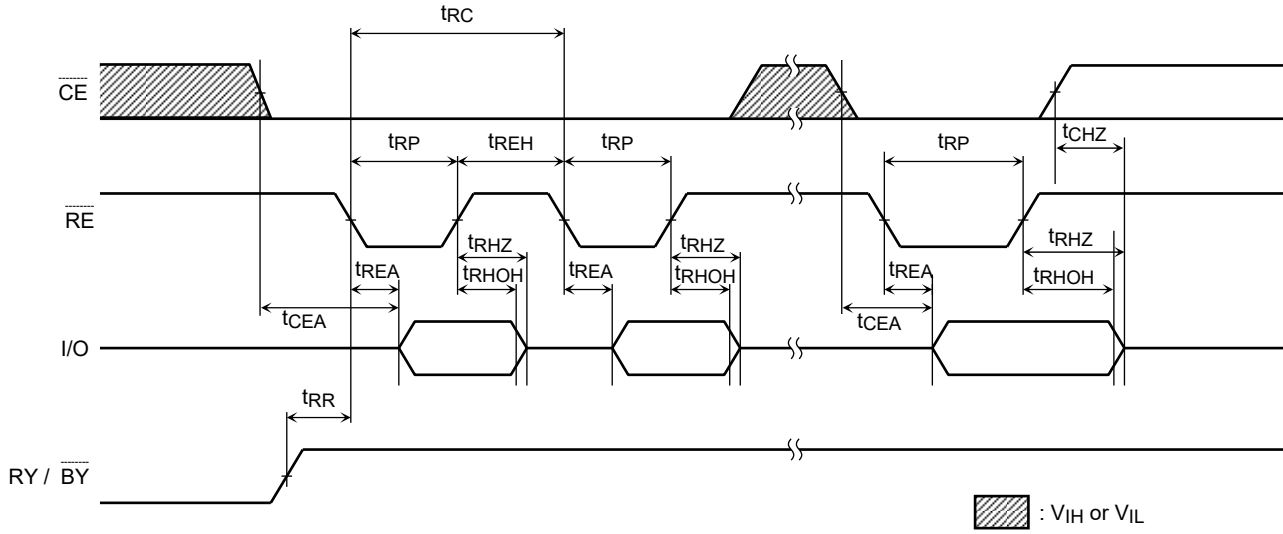 tRC
CE
tCHZ
tRP tREH tRP tRP
RE
tRHZ tRHZ tRHZ
tREA tRHOH tREA tRHOH tREA tRHOH
tCEA tCEA
I/O
tRR
RY / BY
: VIH or VIL